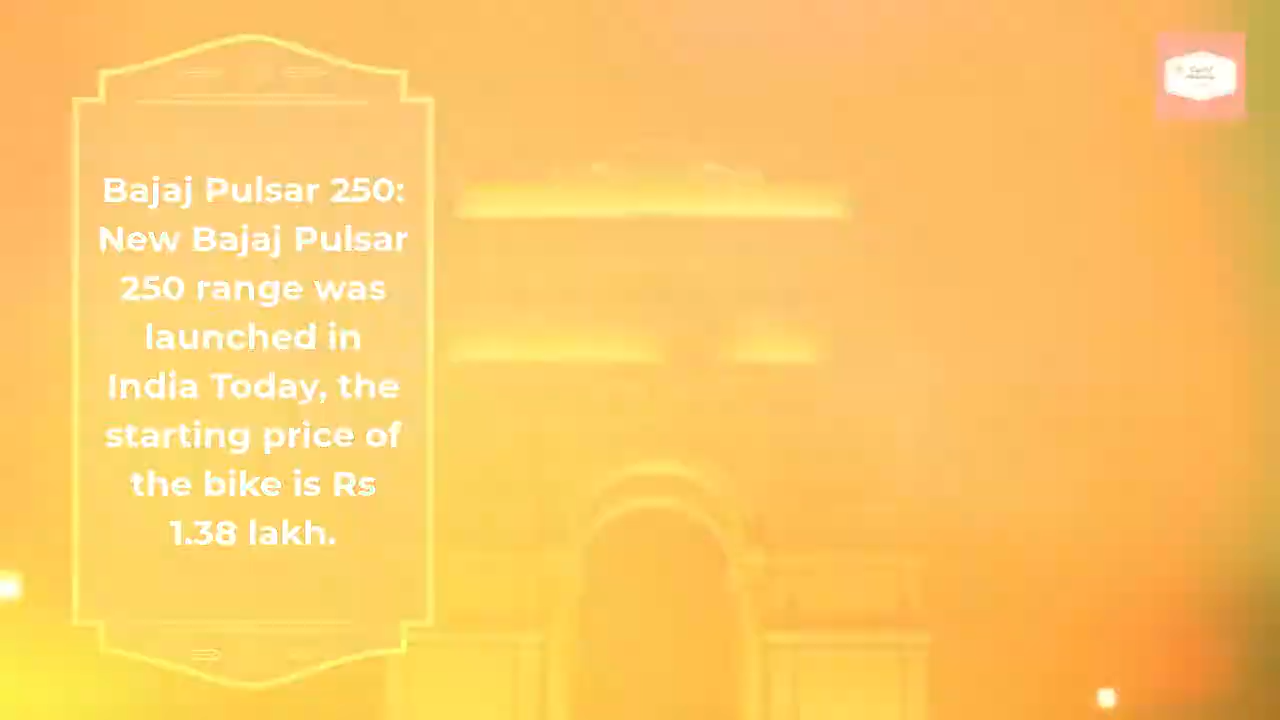 Bajaj Pulsar 250:
New Bajaj Pulsar
250 range was
launched in
India Today, the
starting price of
the bike is Rs
1.38 lakh.